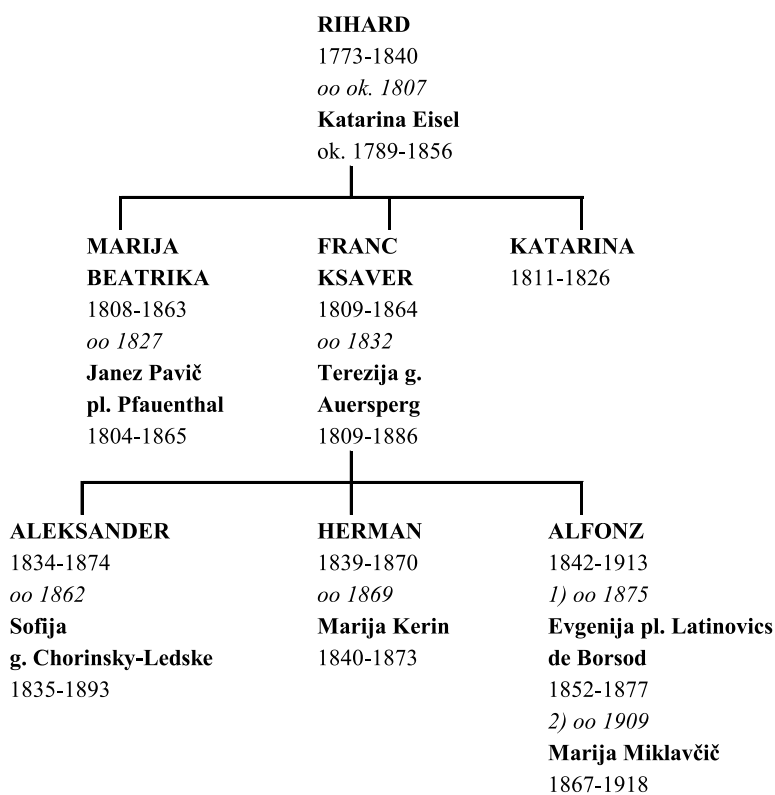 RIHARD
1773-1840
oo ok. 1807
Katarina Eisel
ok. 1789-1856
MARIJA
BEATRIKA
1808-1863
oo 1827
Janez Pavič
pl. Pfauenthal
1804-1865
FRANC
KSAVER
1809-1864
oo 1832
Terezija g.
Auersperg
1809-1886
KATARINA
1811-1826
ALEKSANDER
1834-1874
oo 1862
Sofija
g. Chorinsky-Ledske
1835-1893
HERMAN
1839-1870
oo 1869
Marija Kerin
1840-1873
ALFONZ
1842-1913
1) oo 1875
Evgenija pl. Latinovics
de Borsod
1852-1877
2) oo 1909
Marija Miklavčič
1867-1918